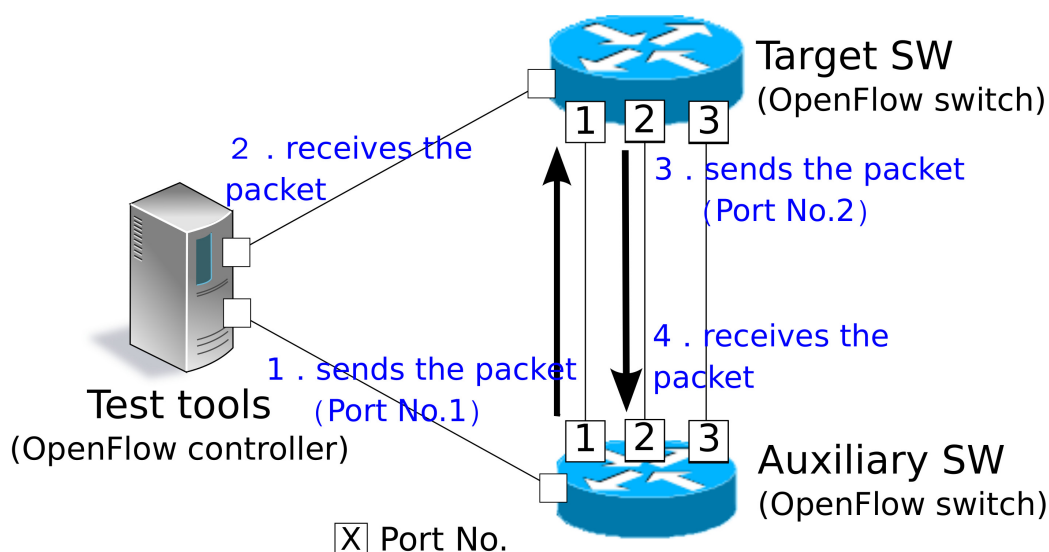 Target SW
(OpenFlow switch)
1 2 3
２．receives the
packet
３．sends the packet
（Port No.2）
４．receives the
packet
１．sends the packet
（Port No.1）
Test tools
(OpenFlow controller)
1 2 3
Auxiliary SW
(OpenFlow switch)
X Port No.